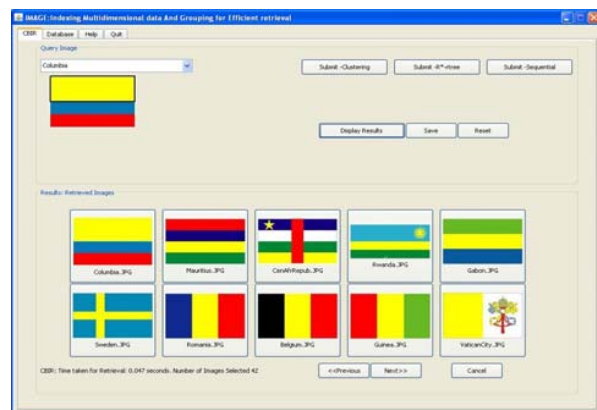 IMAGE:Indexing Multidimensional data And Grouping for Efficient retrieval
CBIR Database Help Quit
Query Image
Columbia
Submit -Clustering Submit -R*-rtree Submit -Sequential
Display Results Save Reset
Results: Retrieved Images
Columbia.JPG Mauritius.JPG CenAfrRepub.JPG Rwanda.JPG Gabon.JPG
Sweden.JPG Romania.JPG Belgium.JPG Guinea.JPG VaticanCity.JPG
CBIR: Time taken for Retrieval: 0.047 seconds. Number of Images Selected 42
<<Previous Next>> Cancel